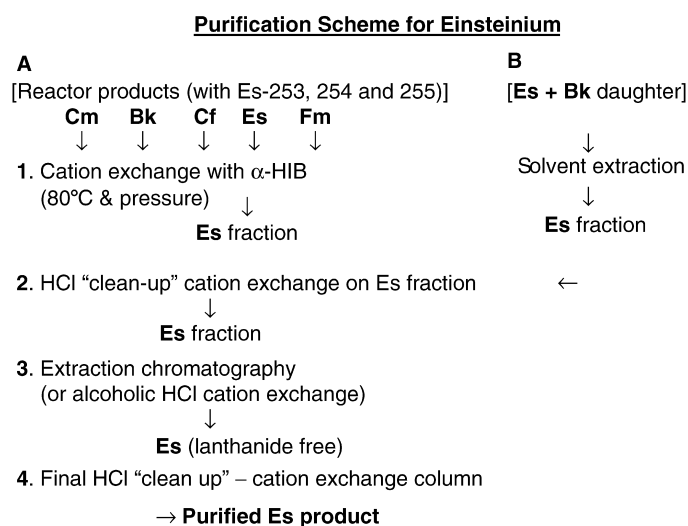 Purification Scheme for Einsteinium
A
[Reactor products (with Es-253, 254 and 255)]
Cm Bk Cf Es Fm
↓ ↓ ↓ ↓ ↓
1. Cation exchange with α-HIB
(80ºC & pressure) ↓
Es fraction
B
[Es + Bk daughter]
↓
Solvent extraction
↓
Es fraction
2. HCl “clean-up” cation exchange on Es fraction ←
↓
Es fraction
3. Extraction chromatography
(or alcoholic HCl cation exchange)
↓
Es (lanthanide free)
4. Final HCl “clean up” – cation exchange column
→ Purified Es product